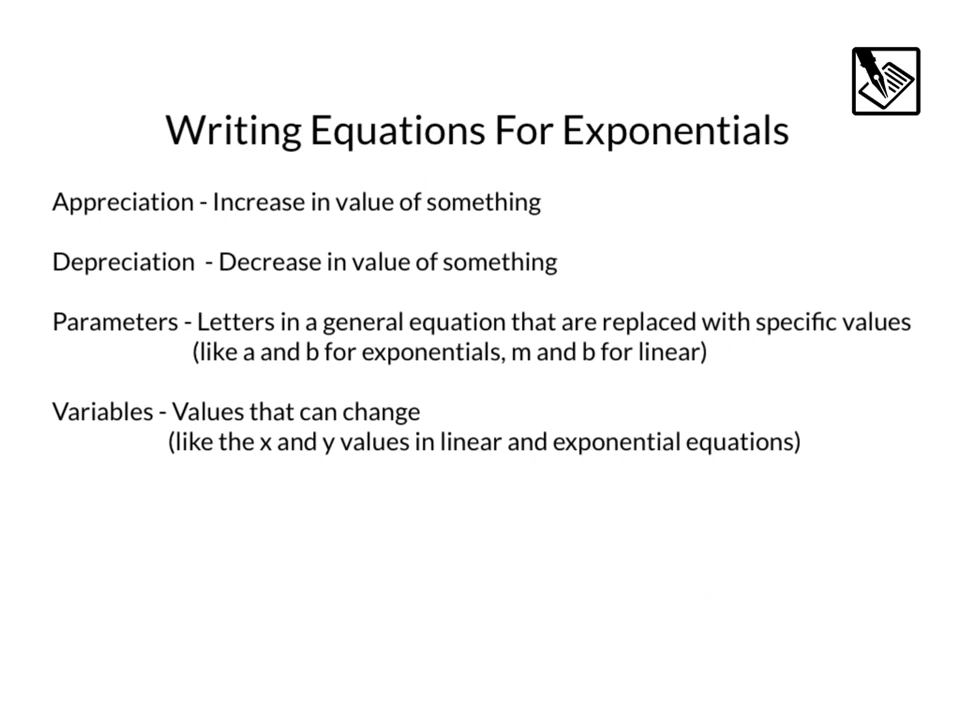 Writing Equations For Exponentials
Appreciation - Increase in value of something
Depreciation - Decrease in value of something
Parameters - Letters in a general equation that are replaced with specific values
(like a and b for exponentials, m and b for linear)
Variables - Values that can change
(like the x and y values in linear and exponential equations)